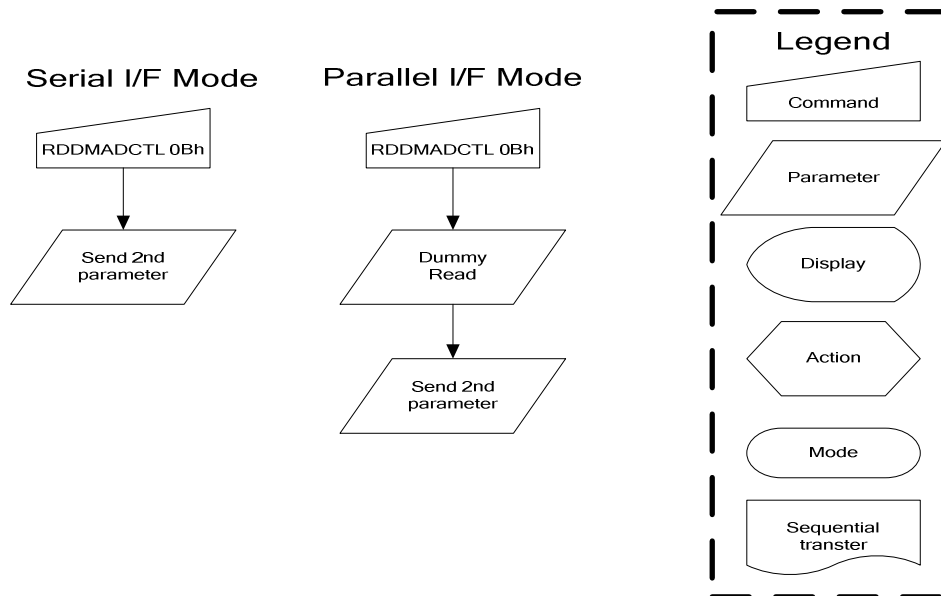 Serial I/F Mode
RDDMADCTL 0Bh
Send 2nd
parameter
Parallel I/F Mode
RDDMADCTL 0Bh
Dummy
Read
Send 2nd
parameter
Legend
Command
Parameter
Display
Action
Mode
Sequential
transter